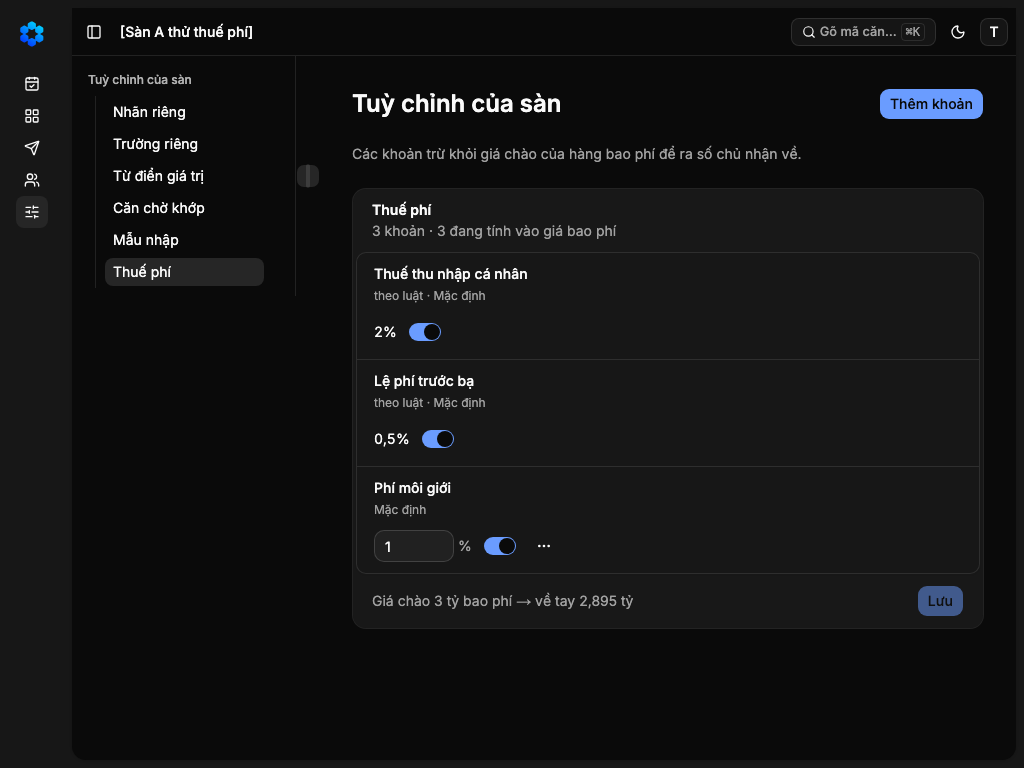 [Sàn A thử thuế phí]
Gõ mã căn... ⌘K
T
Tuỳ chỉnh của sàn
Nhãn riêng
Trường riêng
Từ điển giá trị
Căn chờ khớp
Mẫu nhập
Thuế phí
Tuỳ chỉnh của sàn
Thêm khoản
Các khoản trừ khỏi giá chào của hàng bao phí để ra số chủ nhận về.
Thuế phí
3 khoản · 3 đang tính vào giá bao phí
Thuế thu nhập cá nhân
theo luật · Mặc định
2%
Lệ phí trước bạ
theo luật · Mặc định
0,5%
Phí môi giới
Mặc định
1 %
Giá chào 3 tỷ bao phí → về tay 2,895 tỷ
Lưu